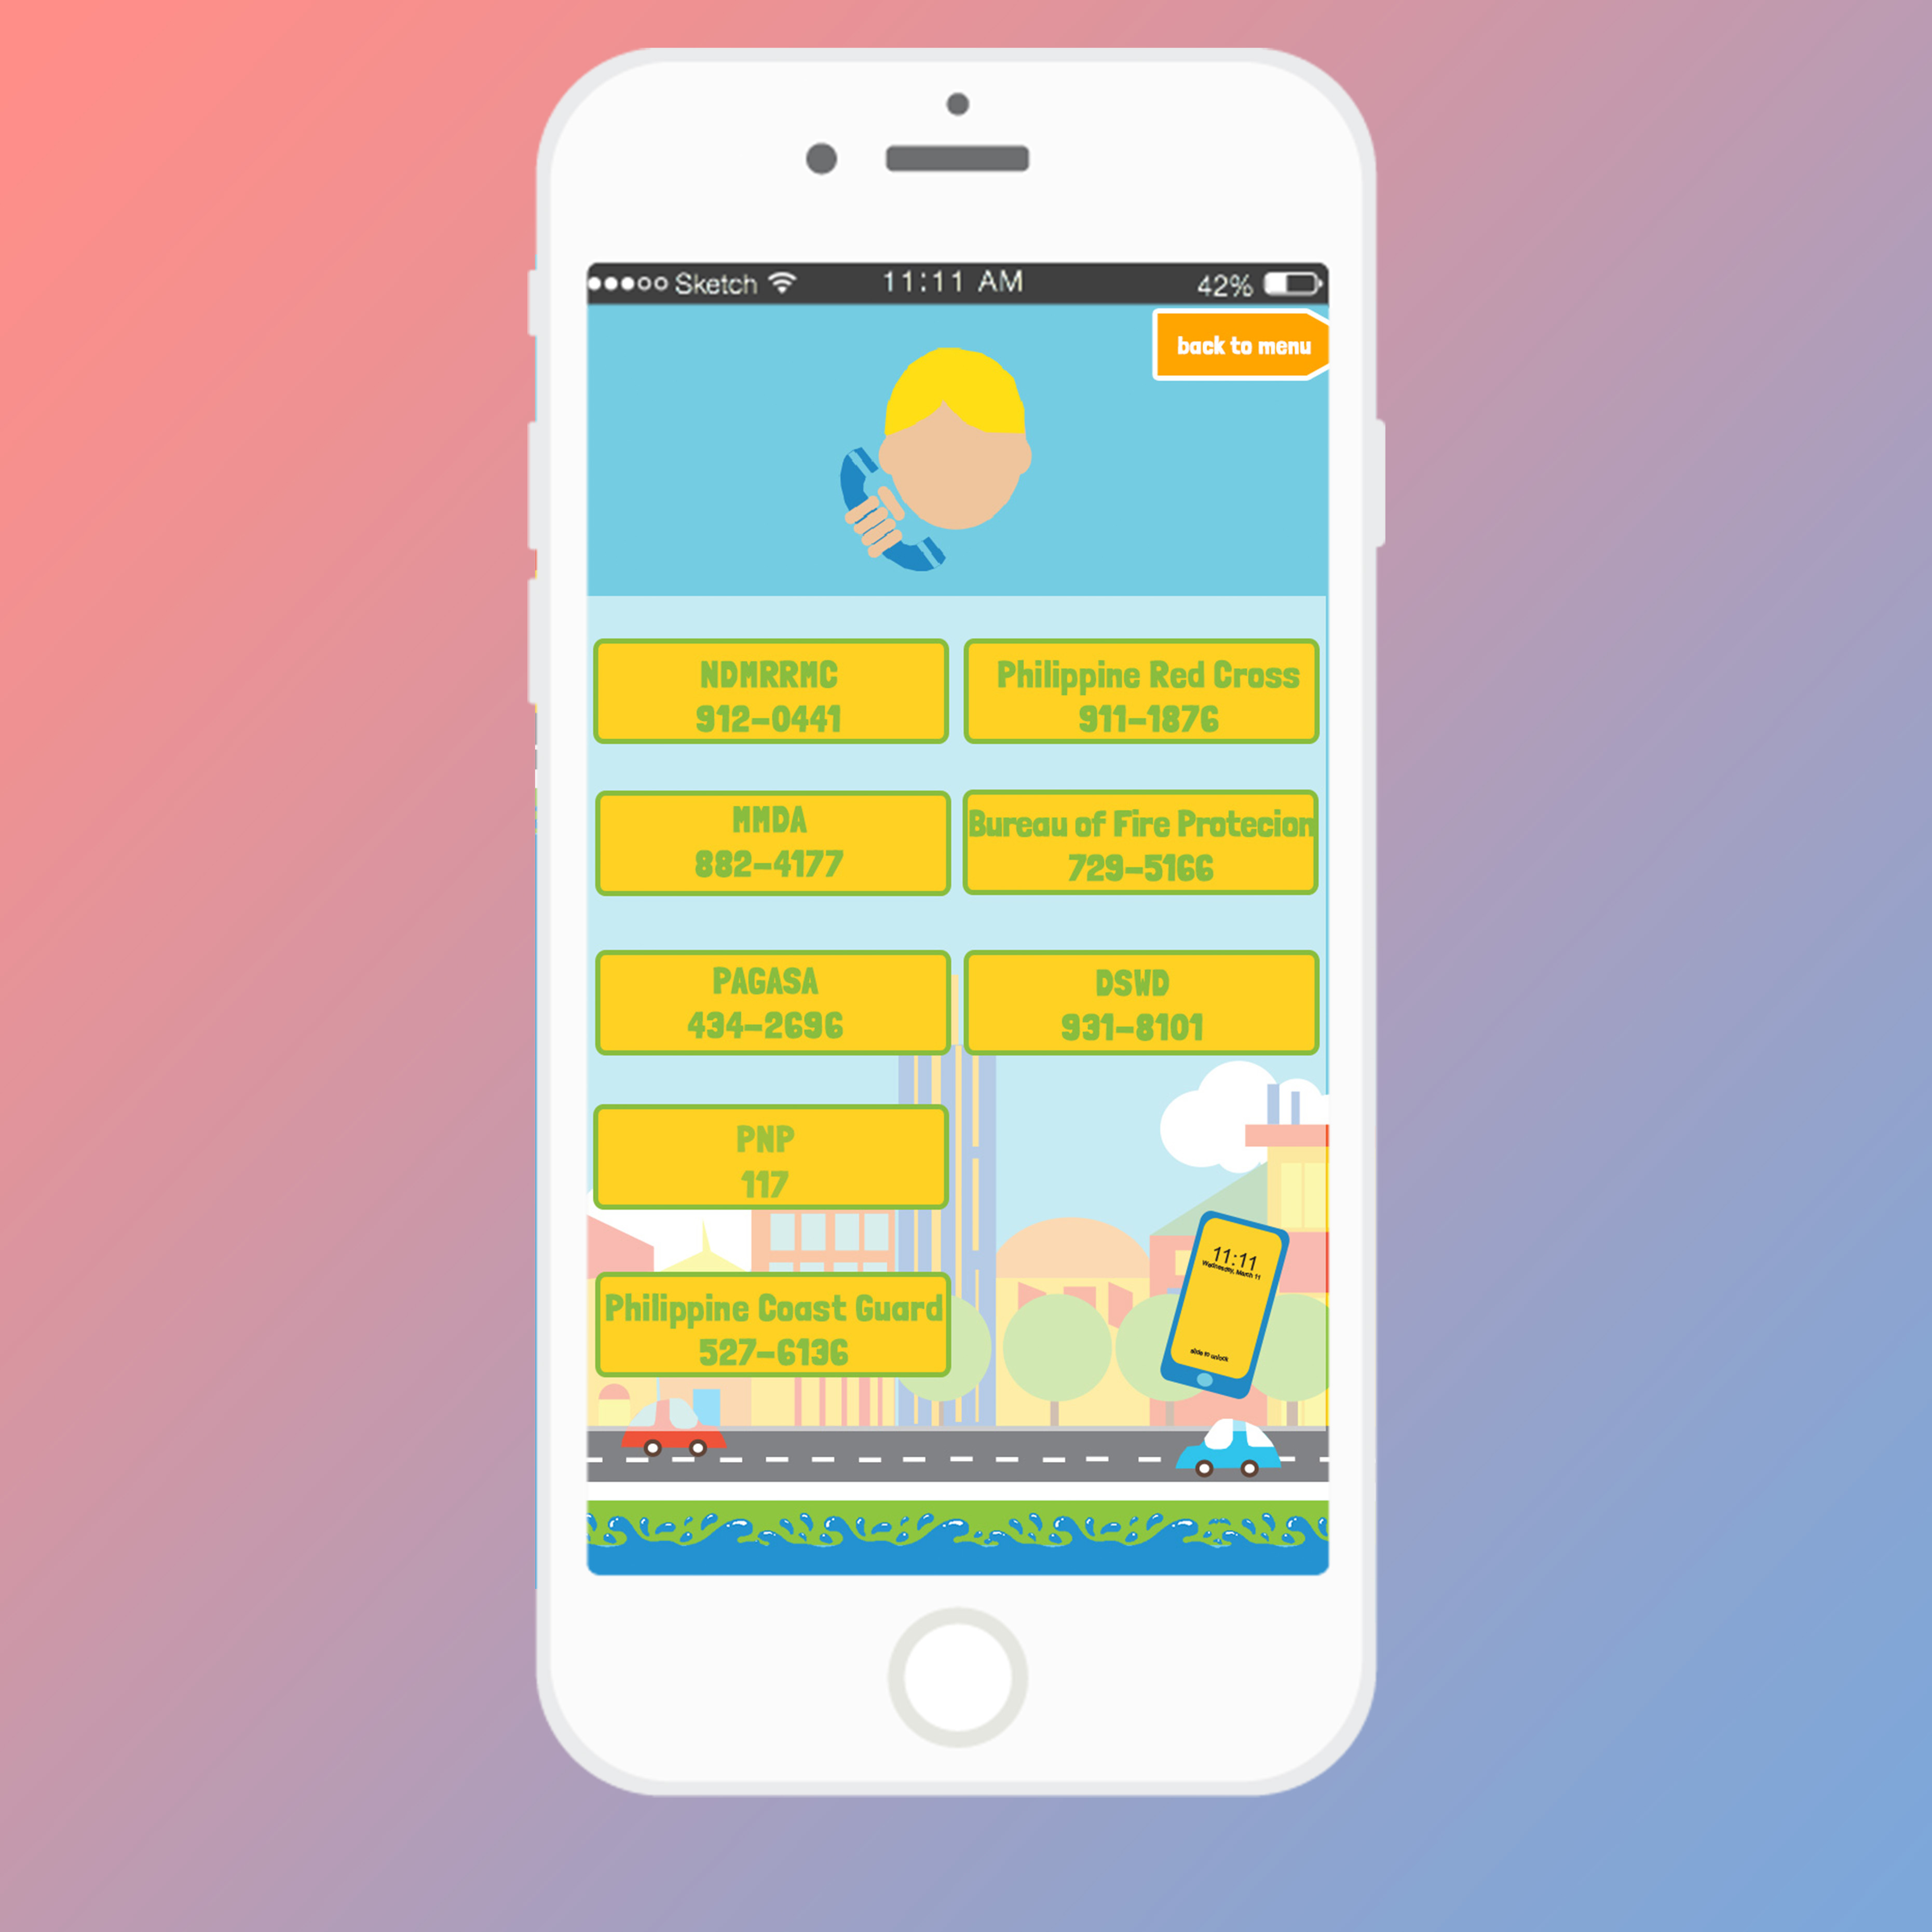 Sketch 11:11 AM 42%
back to menu
NDMRRMC
912-0441
Philippine Red Cross
911-1876
MMDA
882-4177
Bureau of Fire Protecion
729-5166
PAGASA
434-2696
DSWD
931-8101
PNP
117
Philippine Coast Guard
527-6136
11:11
Wednesday, March 11
slide to unlock